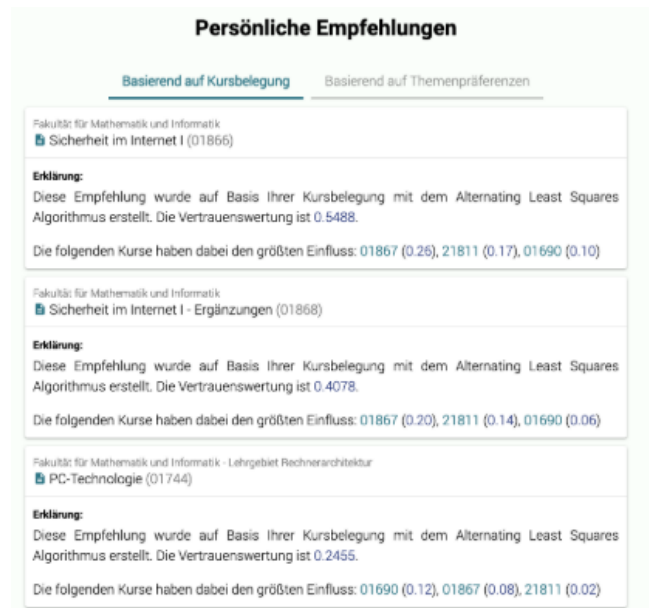 Persönliche Empfehlungen
Basierend auf Kursbelegung Basierend auf Themenpräferenzen
Fakultät für Mathematik und Informatik
Sicherheit im Internet I (01866)
Erklärung:
Diese Empfehlung wurde auf Basis Ihrer Kursbelegung mit dem Alternating Least Squares
Algorithmus erstellt. Die Vertrauenswertung ist 0.5488.
Die folgenden Kurse haben dabei den größten Einfluss: 01867 (0.26), 21811 (0.17), 01690 (0.10)
Fakultät für Mathematik und Informatik
Sicherheit im Internet I - Ergänzungen (01868)
Erklärung:
Diese Empfehlung wurde auf Basis Ihrer Kursbelegung mit dem Alternating Least Squares
Algorithmus erstellt. Die Vertrauenswertung ist 0.4078.
Die folgenden Kurse haben dabei den größten Einfluss: 01867 (0.20), 21811 (0.14), 01690 (0.06)
Fakultät für Mathematik und Informatik - Lehrgebiet Rechnerarchitektur
PC-Technologie (01744)
Erklärung:
Diese Empfehlung wurde auf Basis Ihrer Kursbelegung mit dem Alternating Least Squares
Algorithmus erstellt. Die Vertrauenswertung ist 0.2455.
Die folgenden Kurse haben dabei den größten Einfluss: 01690 (0.12), 01867 (0.08), 21811 (0.02)